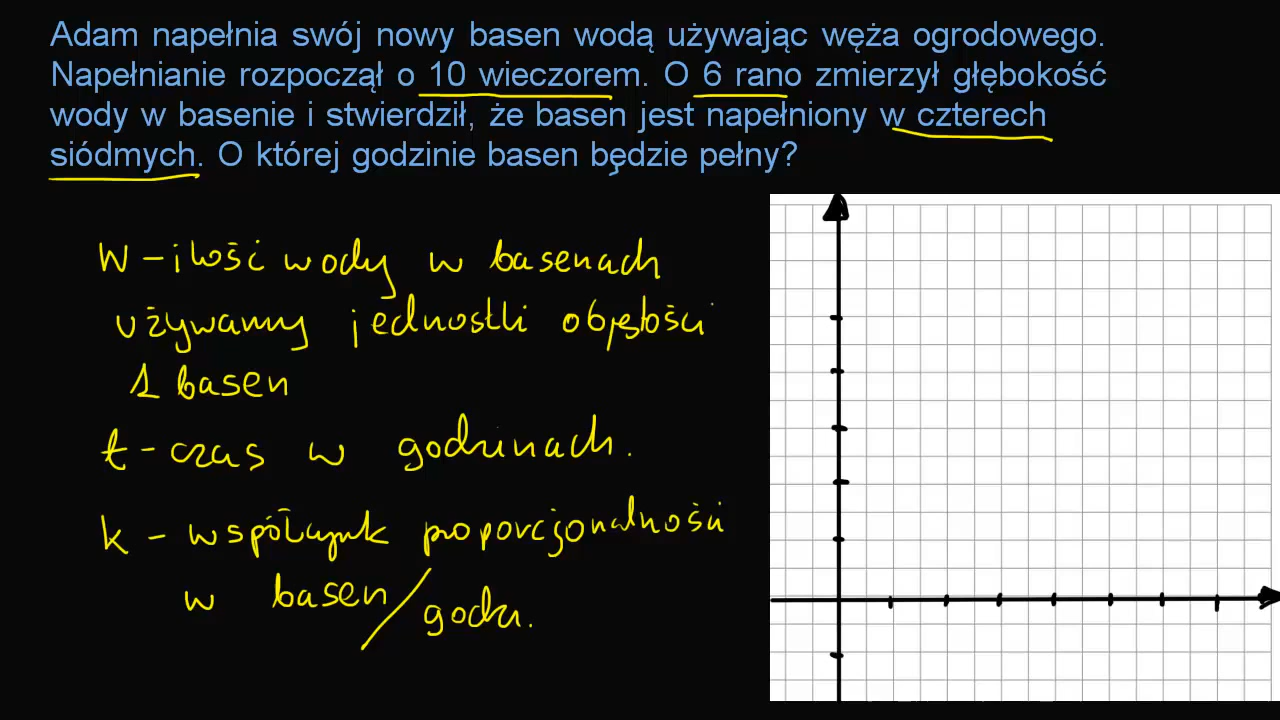 Adam napełnia swój nowy basen wodą używając węża ogrodowego.
Napełnianie rozpoczął o 10 wieczorem. O 6 rano zmierzył głębokość
wody w basenie i stwierdził, że basen jest napełniony w czterech
siódmych. O której godzinie basen będzie pełny?
W – ilość wody w basenach
używamy jednostki objętości
1 basen
t – czas w godzinach.
k – współczynnik proporcjonalności
w basen/godz.